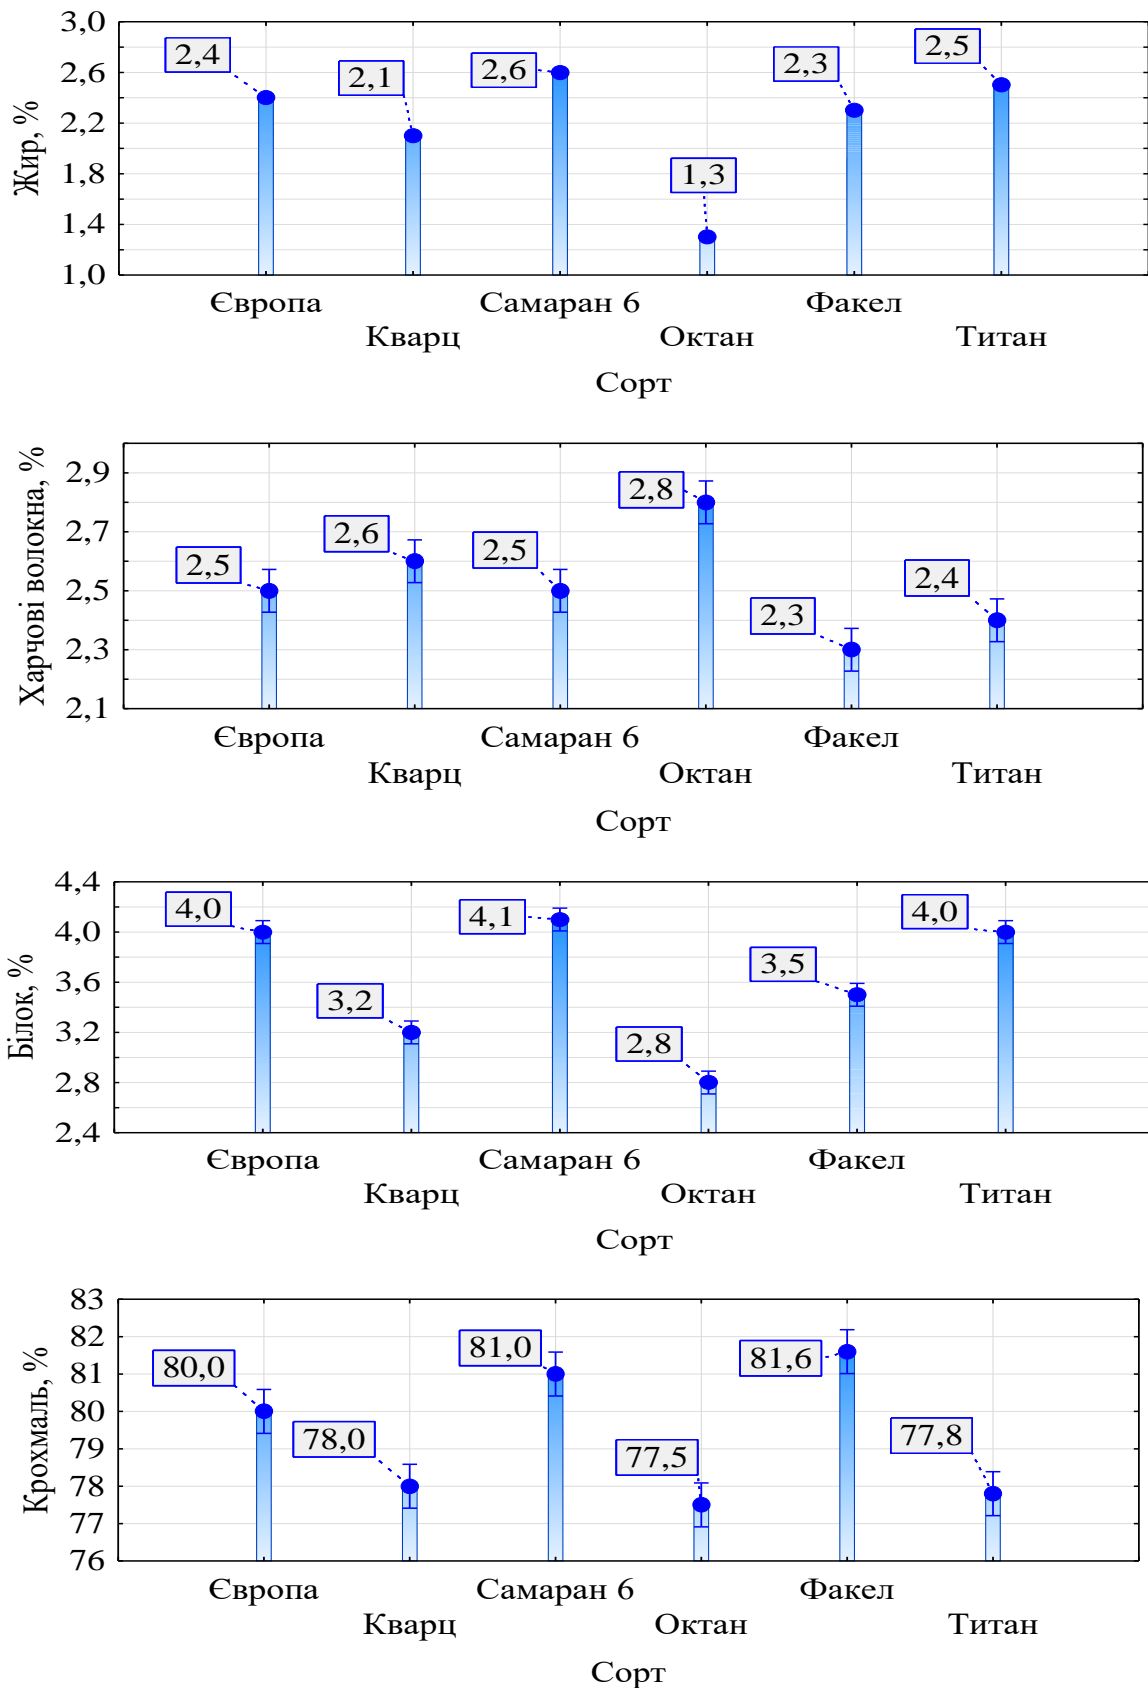 Жир, %
3,0
2,6
2,2
1,8
1,4
1,0
2,4
2,1
2,6
1,3
2,3
2,5
Європа
Самаран 6
Факел
Кварц
Октан
Титан
Сорт
Харчові волокна, %
2,9
2,7
2,5
2,3
2,1
2,5
2,6
2,5
2,8
2,3
2,4
Європа
Самаран 6
Факел
Кварц
Октан
Титан
Сорт
Білок, %
4,4
4,0
3,6
3,2
2,8
2,4
4,0
3,2
4,1
2,8
3,5
4,0
Європа
Самаран 6
Факел
Кварц
Октан
Титан
Сорт
Крохмаль, %
83
82
81
80
79
78
77
76
80,0
78,0
81,0
77,5
81,6
77,8
Європа
Самаран 6
Факел
Кварц
Октан
Титан
Сорт